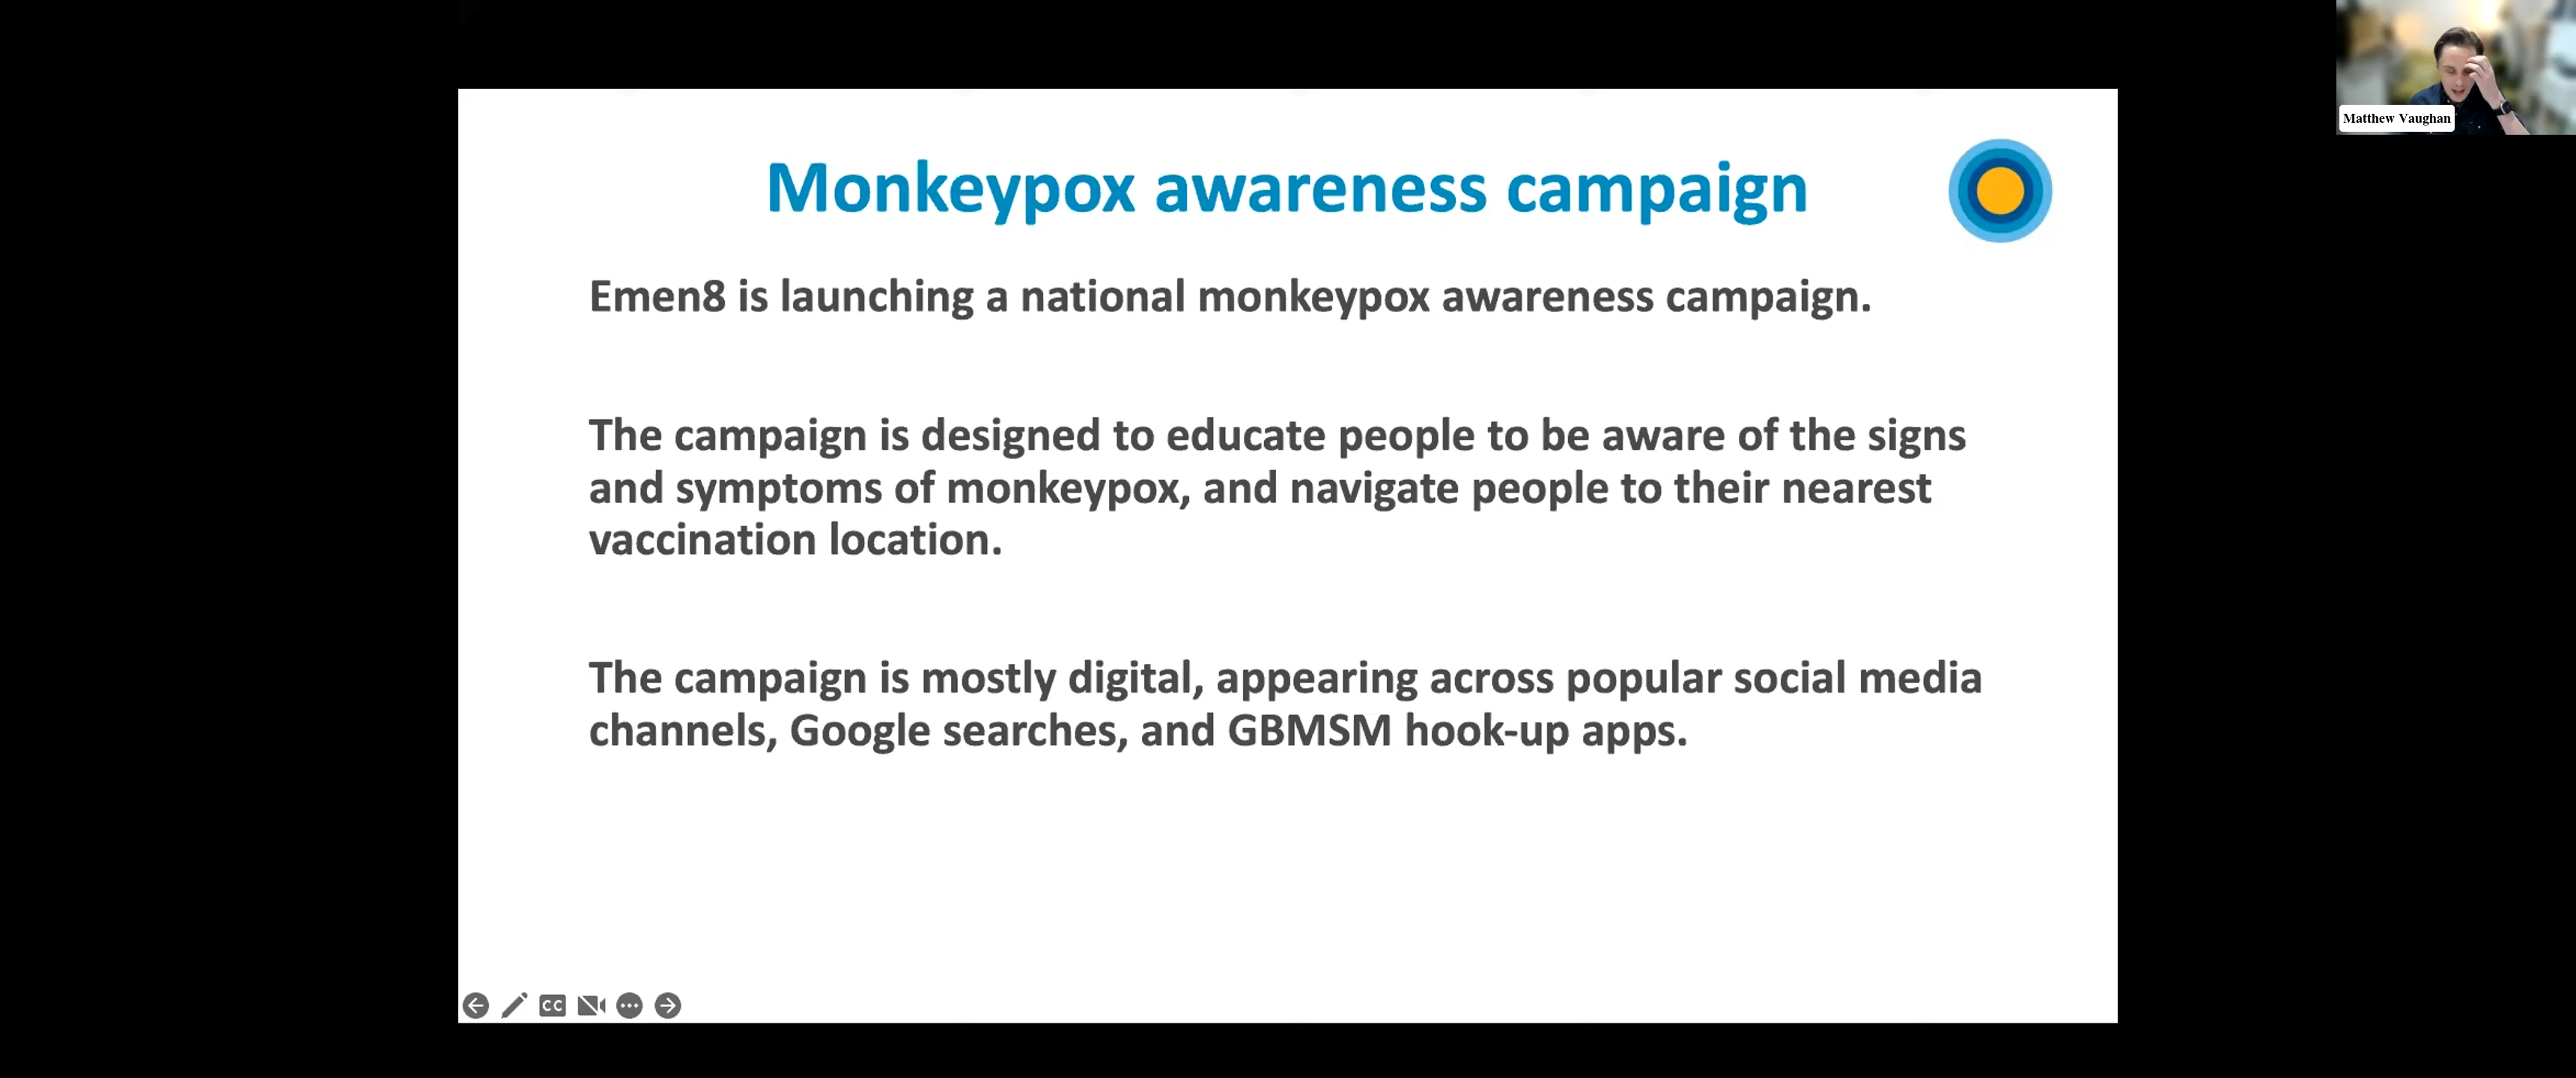 Monkeypox awareness campaign
Emen8 is launching a national monkeypox awareness campaign.
The campaign is designed to educate people to be aware of the signs
and symptoms of monkeypox, and navigate people to their nearest
vaccination location.
The campaign is mostly digital, appearing across popular social media
channels, Google searches, and GBMSM hook-up apps.
Matthew Vaughan
CC